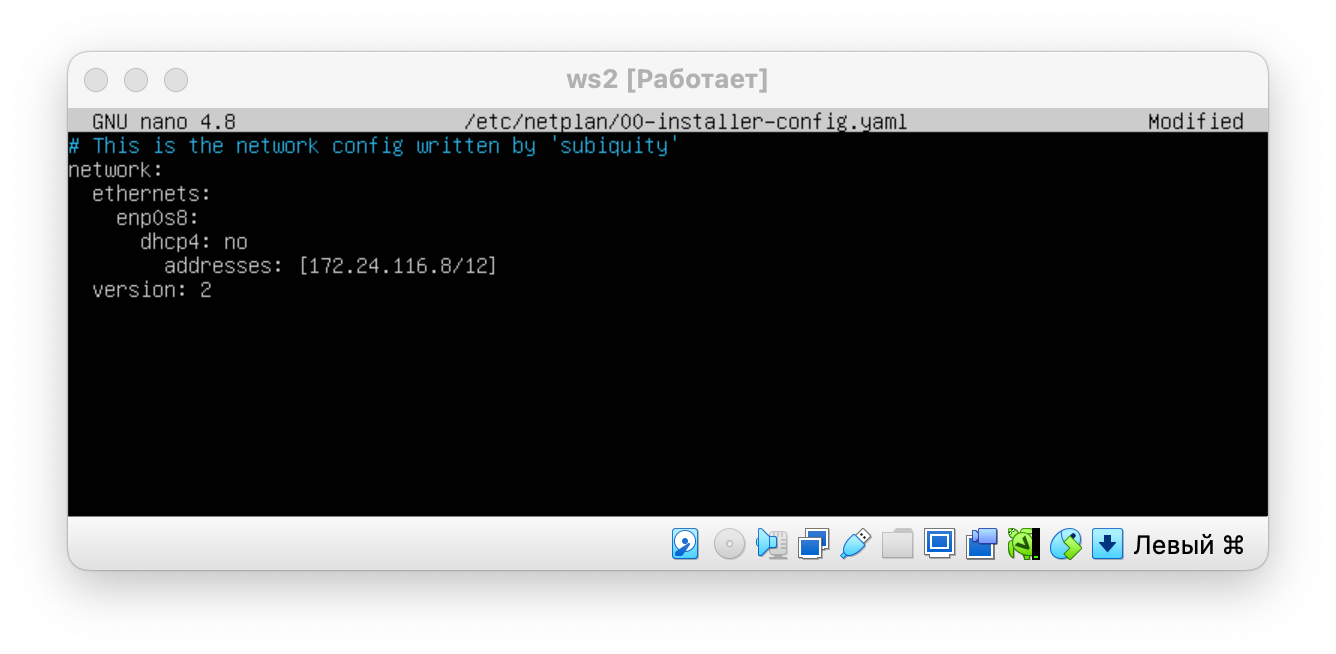 ws2 [Работает]
GNU nano 4.8 /etc/netplan/00-installer-config.yaml Modified
# This is the network config written by 'subiquity'
network:
  ethernets:
    enp0s8:
      dhcp4: no
        addresses: [172.24.116.8/12]
  version: 2
Левый ⌘